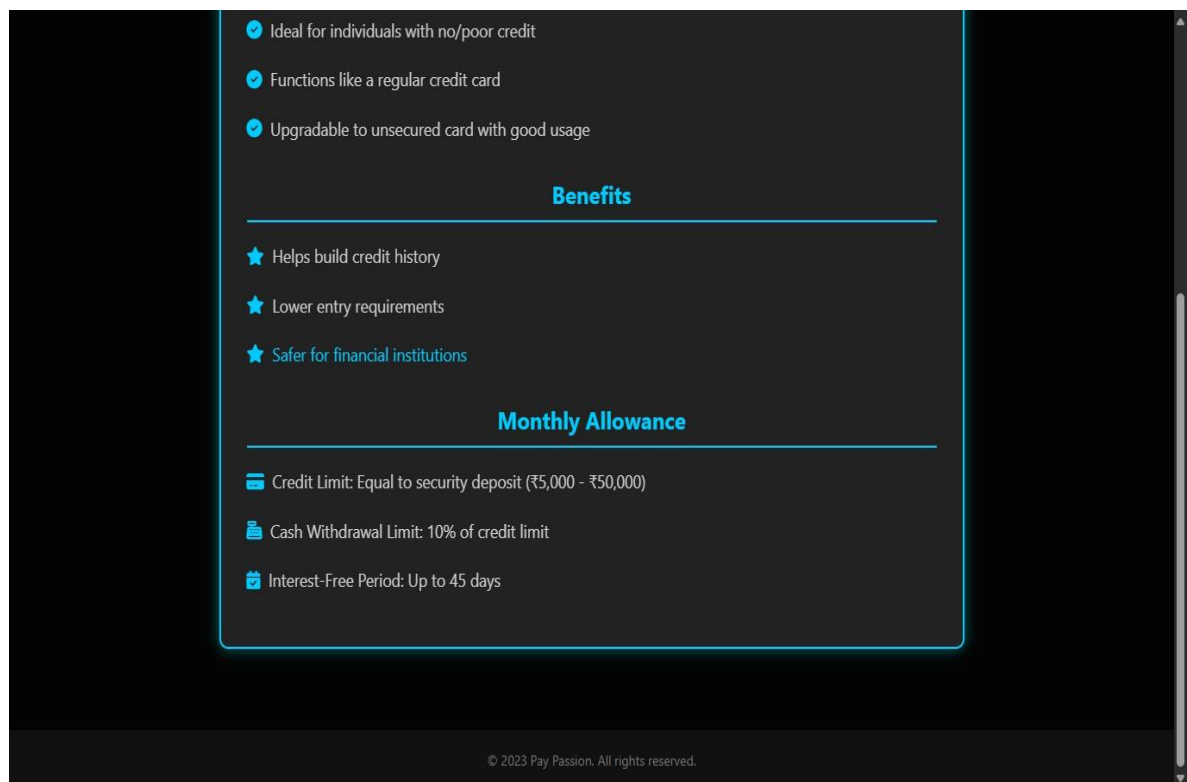 Ideal for individuals with no/poor credit
Functions like a regular credit card
Upgradable to unsecured card with good usage
Benefits
Helps build credit history
Lower entry requirements
Safer for financial institutions
Monthly Allowance
Credit Limit: Equal to security deposit (₹5,000 - ₹50,000)
Cash Withdrawal Limit: 10% of credit limit
Interest-Free Period: Up to 45 days
© 2023 Pay Passion. All rights reserved.